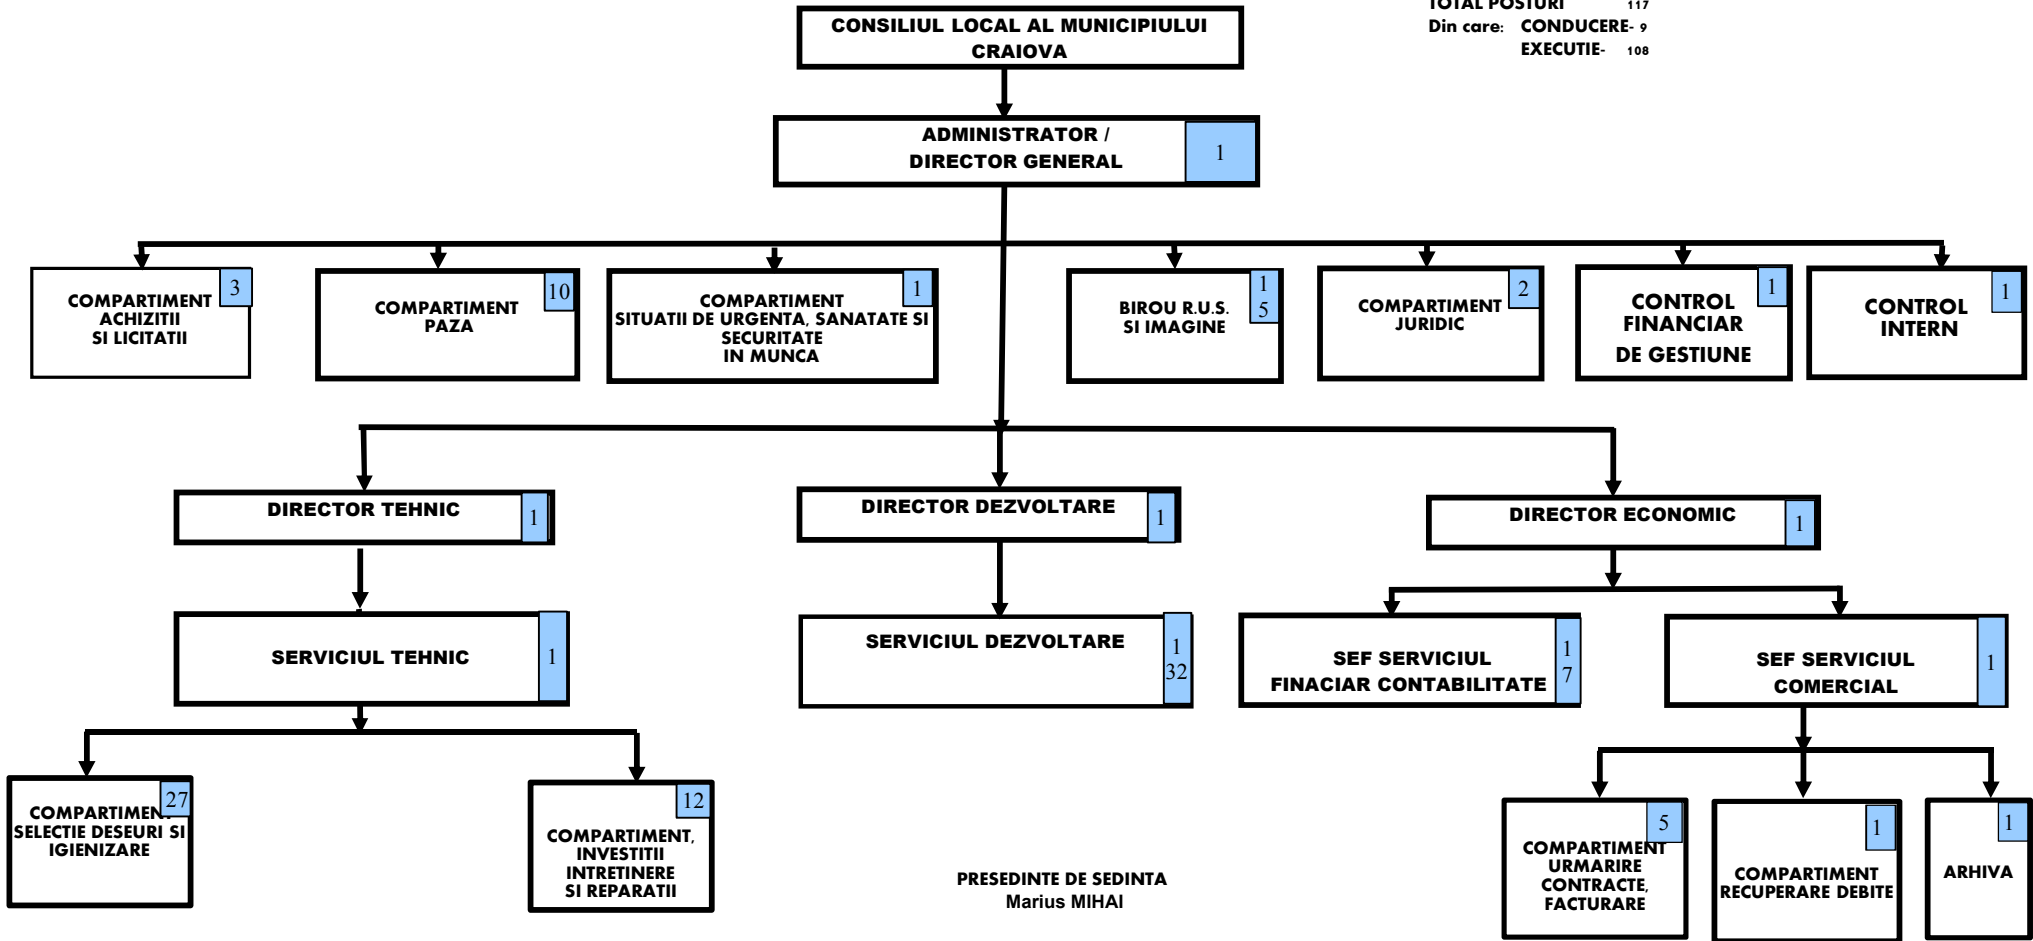 TOTAL POSTURI 117
Din care: CONDUCERE- 9
EXECUTIE- 108
CONSILIUL LOCAL AL MUNICIPIULUI
CRAIOVA
ADMINISTRATOR /
DIRECTOR GENERAL
1
COMPARTIMENT
ACHIZITII
SI LICITATII
3
COMPARTIMENT
PAZA
10
COMPARTIMENT
SITUATII DE URGENTA, SANATATE SI
SECURITATE
IN MUNCA
1
BIROU R.U.S.
SI IMAGINE
1
5
COMPARTIMENT
JURIDIC
2
CONTROL
FINANCIAR
DE GESTIUNE
1
CONTROL
INTERN
1
DIRECTOR TEHNIC
1
DIRECTOR DEZVOLTARE
1
DIRECTOR ECONOMIC
1
SERVICIUL TEHNIC
1
SERVICIUL DEZVOLTARE
1
32
SEF SERVICIUL
FINACIAR CONTABILITATE
1
7
SEF SERVICIUL
COMERCIAL
1
COMPARTIMENT
SELECTIE DESEURI SI
IGIENIZARE
27
COMPARTIMENT,
INVESTITII
INTRETINERE
SI REPARATII
12
COMPARTIMENT
URMARIRE
CONTRACTE,
FACTURARE
5
COMPARTIMENT
RECUPERARE DEBITE
1
ARHIVA
1
PRESEDINTE DE SEDINTA
Marius MIHAI